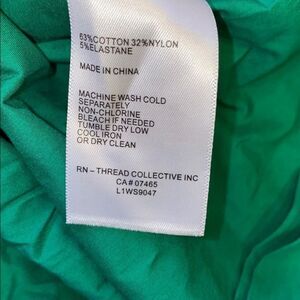 63%COTTON 32%NYLON
5%ELASTANE
MADE IN CHINA
MACHINE WASH COLD
SEPARATELY
NON-CHLORINE
BLEACH IF NEEDED
TUMBLE DRY LOW
COOL IRON
OR DRY CLEAN
RN – THREAD COLLECTIVE INC
CA# 07465
L1WS9047